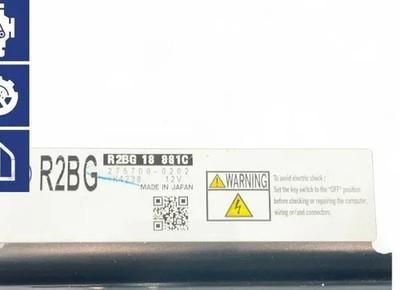 R2BG
R2BG 18 881C
275700-0202
K4238 12V
MADE IN JAPAN
WARNING
To avoid electric shock;
Set the key switch to the "OFF" position
before checking or repairing the computer,
wiring or/and connectors.